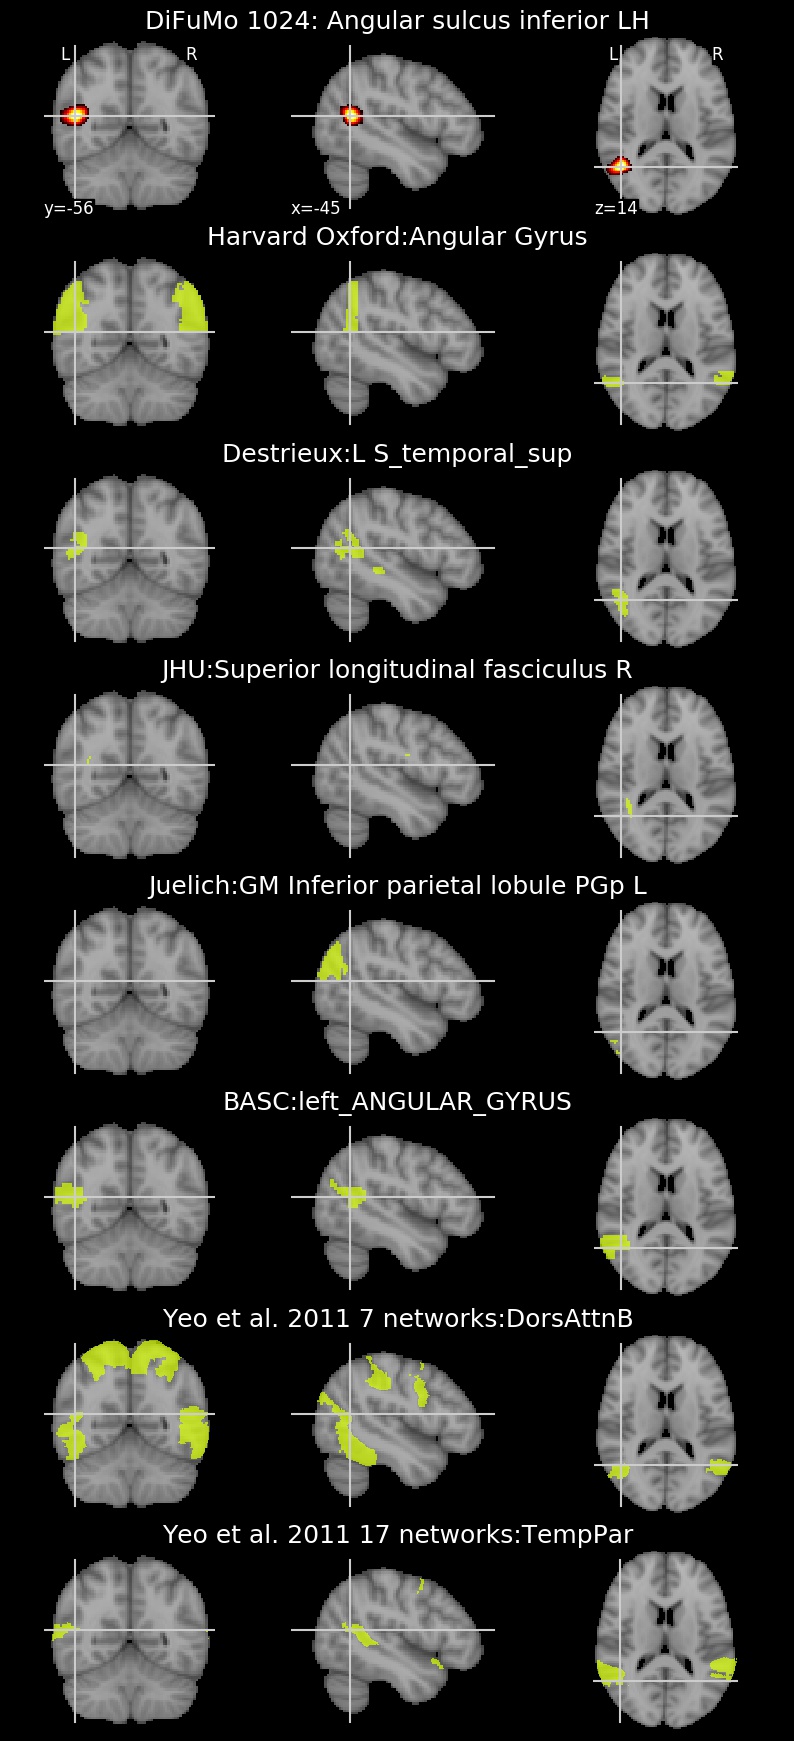 DiFuMo 1024: Angular sulcus inferior LH
L R L R
y=-56 x=-45 z=14
Harvard Oxford:Angular Gyrus
Destrieux:L S_temporal_sup
JHU:Superior longitudinal fasciculus R
Juelich:GM Inferior parietal lobule PGp L
BASC:left_ANGULAR_GYRUS
Yeo et al. 2011 7 networks:DorsAttnB
Yeo et al. 2011 17 networks:TempPar